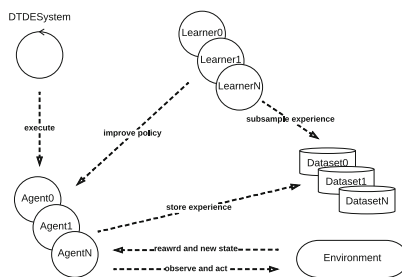 DTDESystem
Learner0
Learner1
LearnerN
execute
improve policy
subsample experience
Dataset0
Dataset1
DatasetN
Agent0
Agent1
AgentN
store experience
reawrd and new state
observe and act
Environment